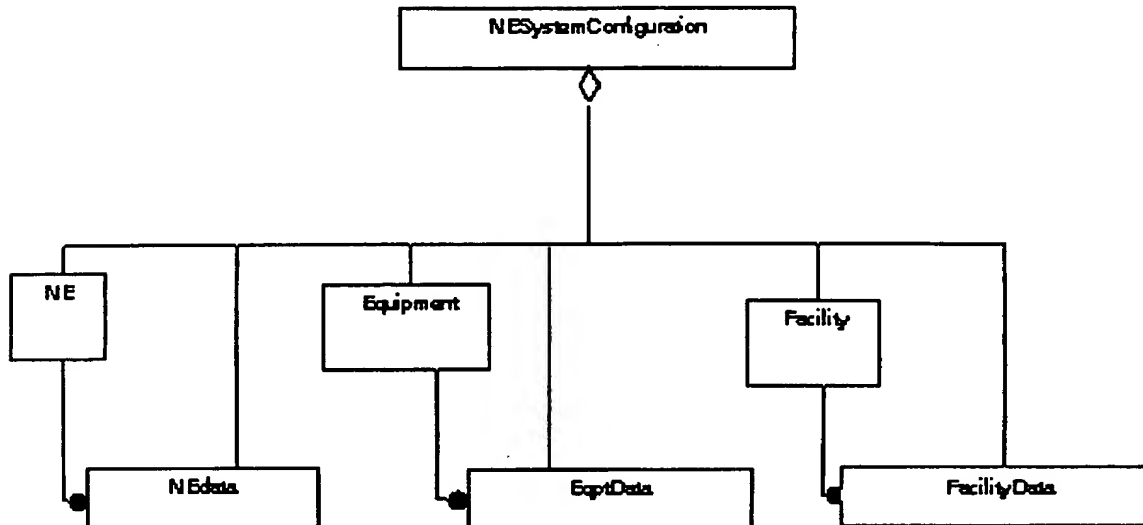 NESystemConfiguration
NE
Equipment
Facility
NEdata
EqptData
FacilityData